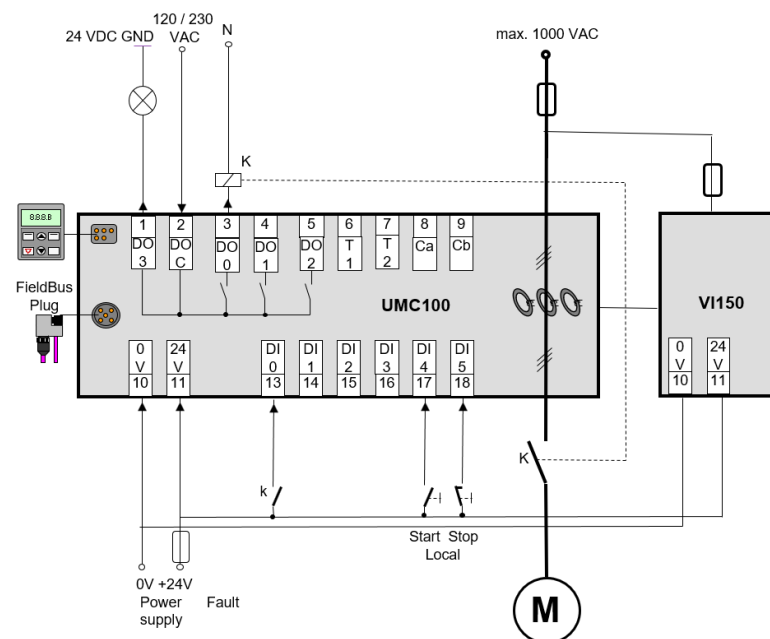 24 VDC GND
120 / 230
VAC
N
max. 1000 VAC
K
8.8.8.B
FieldBus
Plug
1 2 3 4 5 6 7 8 9
DO DO DO DO DO T T Ca Cb
3 C 0 1 2 1 2
UMC100
VI150
0 24 DI DI DI DI DI DI
V V 0 1 2 3 4 5
10 11 13 14 15 16 17 18
0 24
V V
10 11
K
k
Start Stop
Local
0V +24V
Power
supply
Fault
M